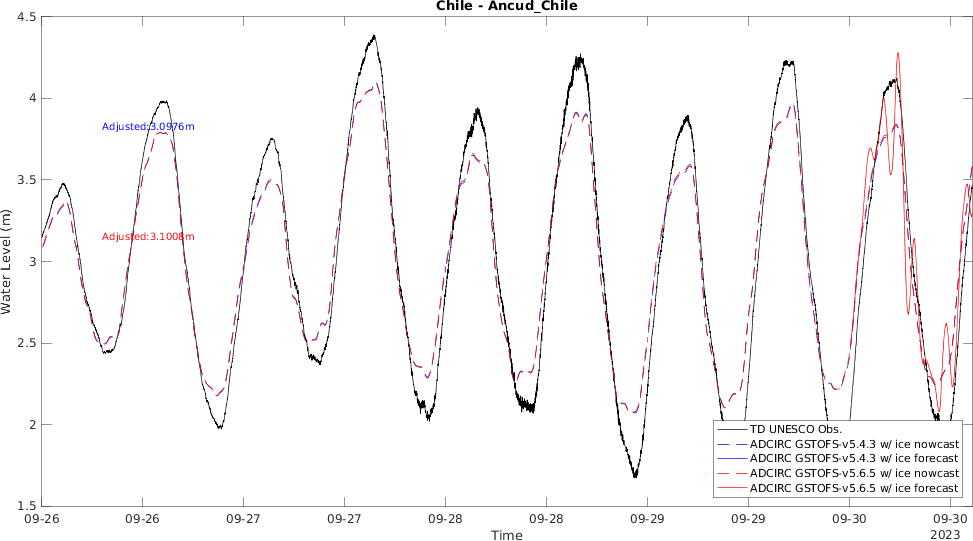 Chile - Ancud_Chile
4.5
4
3.5
3
2.5
2
1.5
Water Level (m)
Adjusted:3.0976m
Adjusted:3.1008m
TD UNESCO Obs.
ADCIRC GSTOFS-v5.4.3 w/ ice nowcast
ADCIRC GSTOFS-v5.4.3 w/ ice forecast
ADCIRC GSTOFS-v5.6.5 w/ ice nowcast
ADCIRC GSTOFS-v5.6.5 w/ ice forecast
09-26 09-26 09-27 09-27 09-28 09-28 09-29 09-29 09-30 09-30
2023
Time